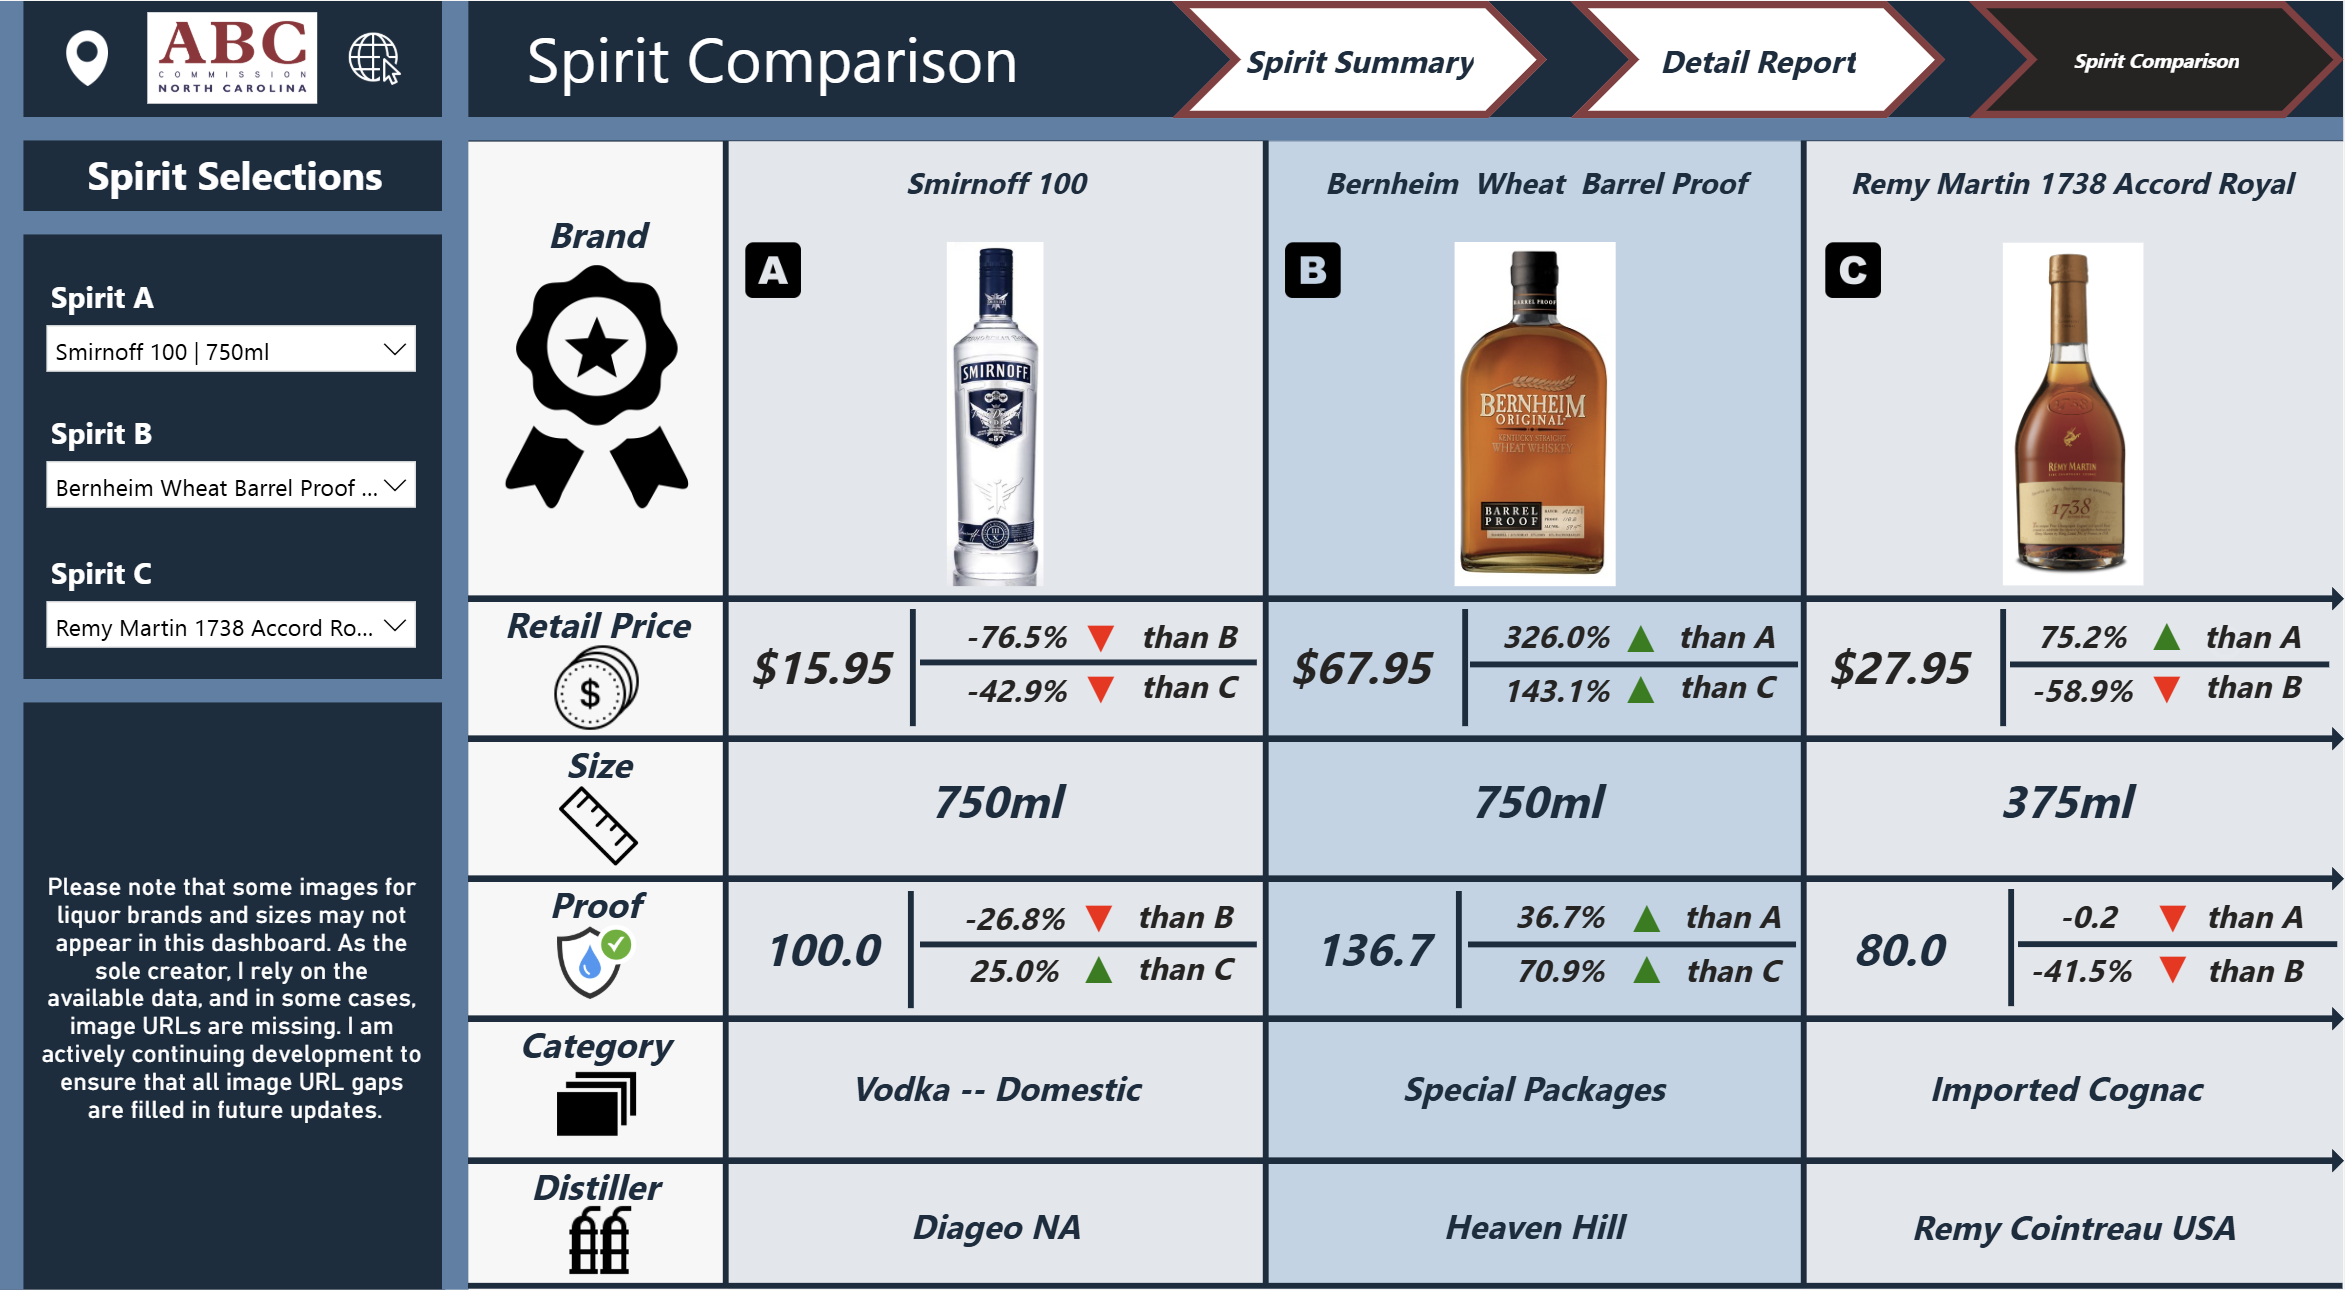 ABC
COMMISSION
NORTH CAROLINA
Spirit Comparison
Spirit Summary
Detail Report
Spirit Comparison
Spirit Selections
Spirit A
Smirnoff 100 | 750ml
Spirit B
Bernheim Wheat Barrel Proof ...
Spirit C
Remy Martin 1738 Accord Ro...
Please note that some images for
liquor brands and sizes may not
appear in this dashboard. As the
sole creator, I rely on the
available data, and in some cases,
image URLs are missing. I am
actively continuing development to
ensure that all image URL gaps
are filled in future updates.
Brand
Smirnoff 100
Bernheim Wheat Barrel Proof
Remy Martin 1738 Accord Royal
A
SMIRNOFF
B
BARREL PROOF
BERNHEIM
ORIGINAL
KENTUCKY STRAIGHT
WHEAT WHISKEY
BARREL
PROOF
C
REMY MARTIN
1738
Retail Price
$
$15.95
-76.5% ▼ than B
-42.9% ▼ than C
$67.95
326.0% ▲ than A
143.1% ▲ than C
$27.95
75.2% ▲ than A
-58.9% ▼ than B
Size
750ml
750ml
375ml
Proof
100.0
-26.8% ▼ than B
25.0% ▲ than C
136.7
36.7% ▲ than A
70.9% ▲ than C
80.0
-0.2 ▼ than A
-41.5% ▼ than B
Category
Vodka -- Domestic
Special Packages
Imported Cognac
Distiller
Diageo NA
Heaven Hill
Remy Cointreau USA